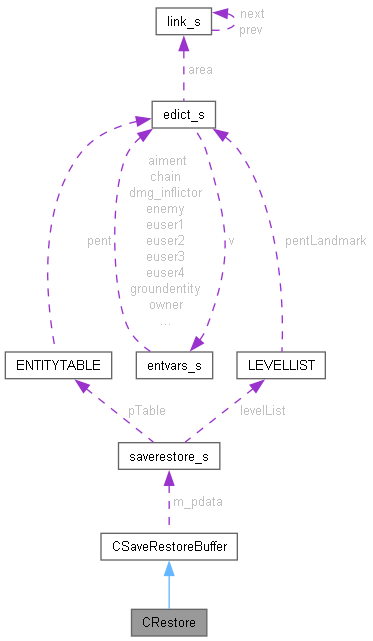 next
link_s
prev
area
edict_s
aiment
chain
dmg_inflictor
enemy
euser1
pent
euser2
v
pentLandmark
euser3
euser4
groundentity
owner
...
ENTITYTABLE
entvars_s
LEVELLIST
pTable
levelList
saverestore_s
m_pdata
CSaveRestoreBuffer
CRestore